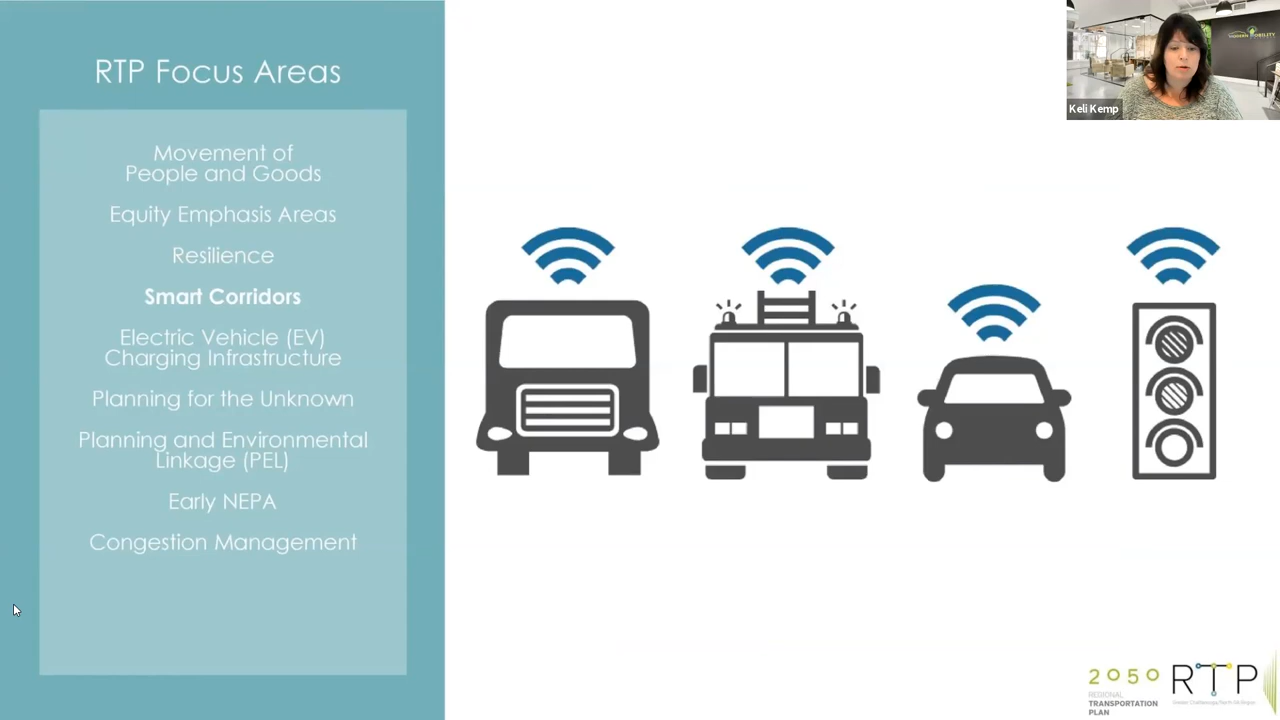 RTP Focus Areas
Movement of
People and Goods
Equity Emphasis Areas
Resilience
Smart Corridors
Electric Vehicle (EV)
Charging Infrastructure
Planning for the Unknown
Planning and Environmental
Linkage (PEL)
Early NEPA
Congestion Management
MODERN MOBILITY
Keli Kemp
2050
REGIONAL
TRANSPORTATION
PLAN
RTP